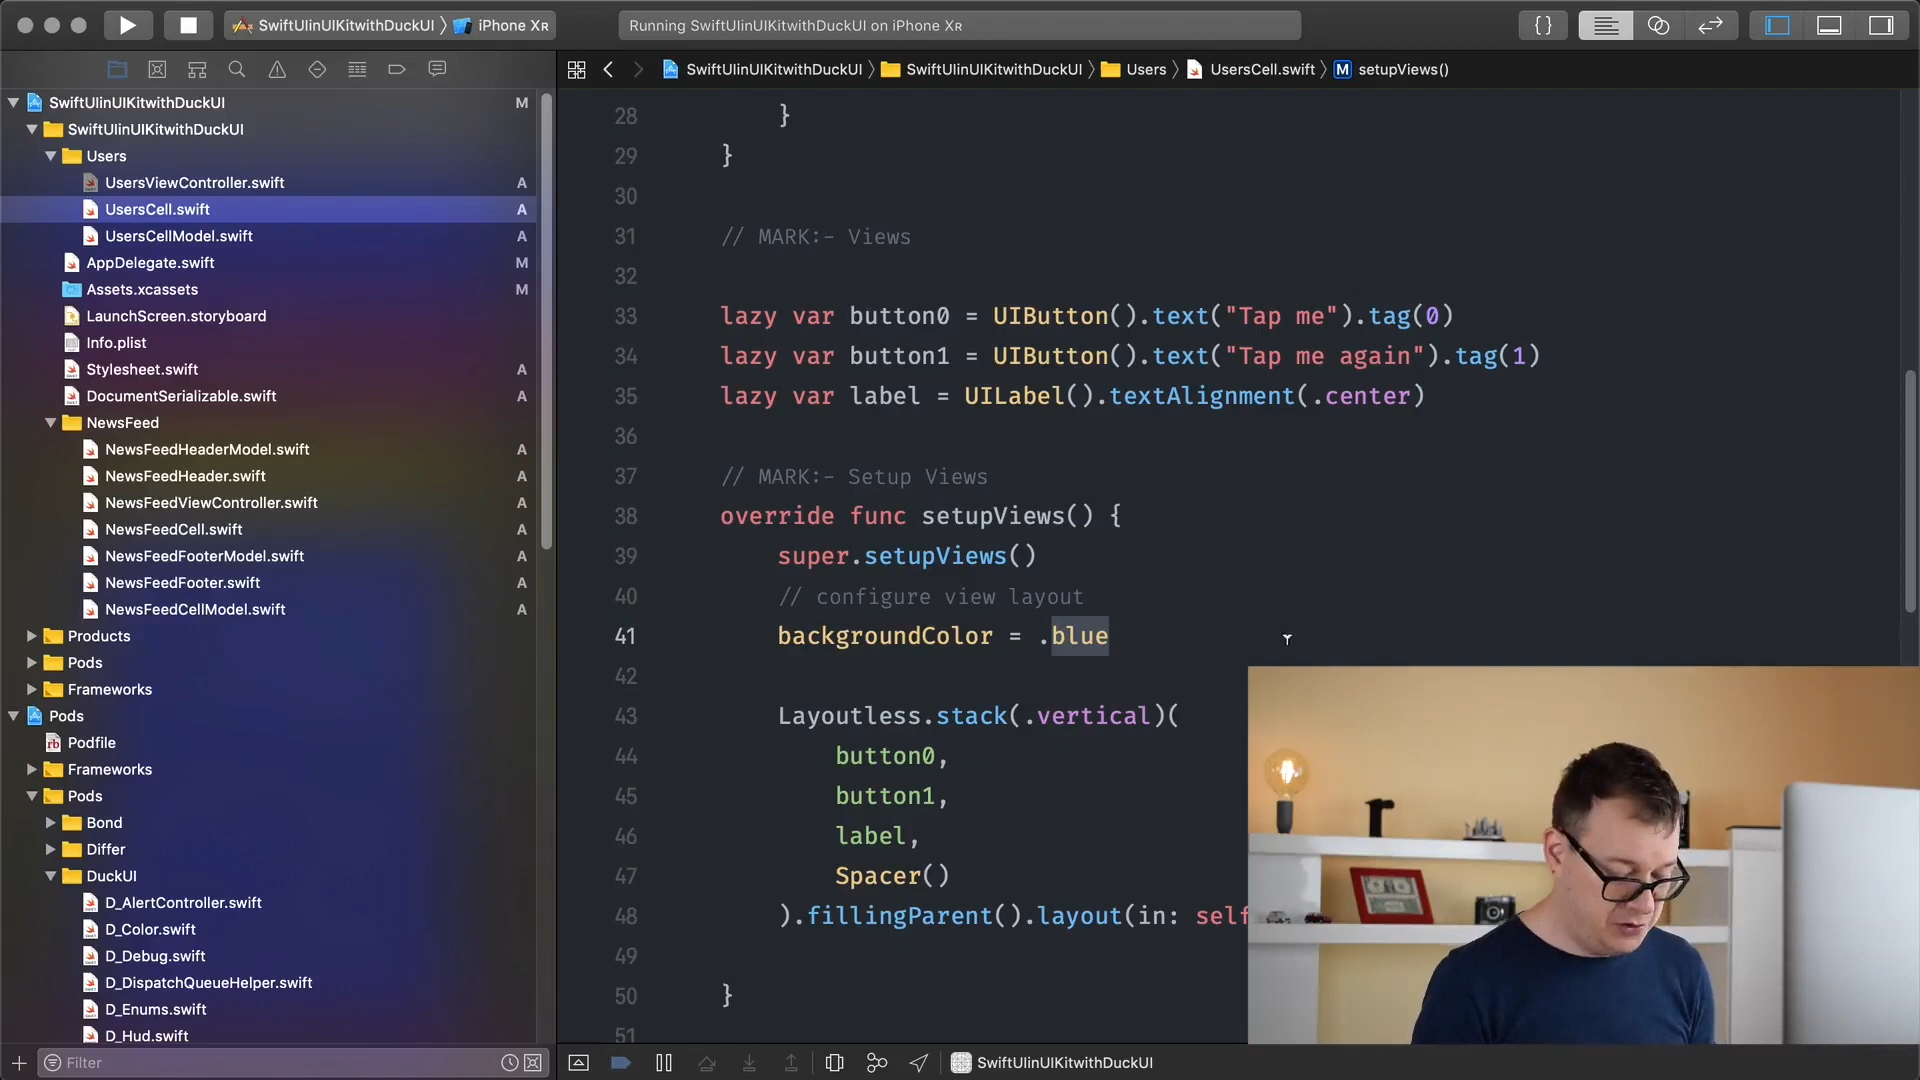 SwiftUIinUIKitwithDuckUI
iPhone XR
Running SwiftUIinUIKitwithDuckUI on iPhone XR
{}
SwiftUIinUIKitwithDuckUI
SwiftUIinUIKitwithDuckUI
Users
UsersCell.swift
M
setupViews()
SwiftUIinUIKitwithDuckUI M
SwiftUIinUIKitwithDuckUI
Users
UsersViewController.swift A
UsersCell.swift A
UsersCellModel.swift A
AppDelegate.swift M
Assets.xcassets M
LaunchScreen.storyboard
Info.plist
Stylesheet.swift A
DocumentSerializable.swift A
NewsFeed
NewsFeedHeaderModel.swift A
NewsFeedHeader.swift A
NewsFeedViewController.swift A
NewsFeedCell.swift A
NewsFeedFooterModel.swift A
NewsFeedFooter.swift A
NewsFeedCellModel.swift A
Products
Pods
Frameworks
Pods
rb Podfile
Frameworks
Pods
Bond
Differ
DuckUI
D_AlertController.swift
D_Color.swift
D_Debug.swift
D_DispatchQueueHelper.swift
D_Enums.swift
D_Hud.swift
Filter
28 }
29 }
30
31 // MARK:- Views
32
33 lazy var button0 = UIButton().text("Tap me").tag(0)
34 lazy var button1 = UIButton().text("Tap me again").tag(1)
35 lazy var label = UILabel().textAlignment(.center)
36
37 // MARK:- Setup Views
38 override func setupViews() {
39 super.setupViews()
40 // configure view layout
41 backgroundColor = .blue
42
43 Layoutless.stack(.vertical)(
44 button0,
45 button1,
46 label,
47 Spacer()
48 ).fillingParent().layout(in: self
49
50 }
51
SwiftUIinUIKitwithDuckUI